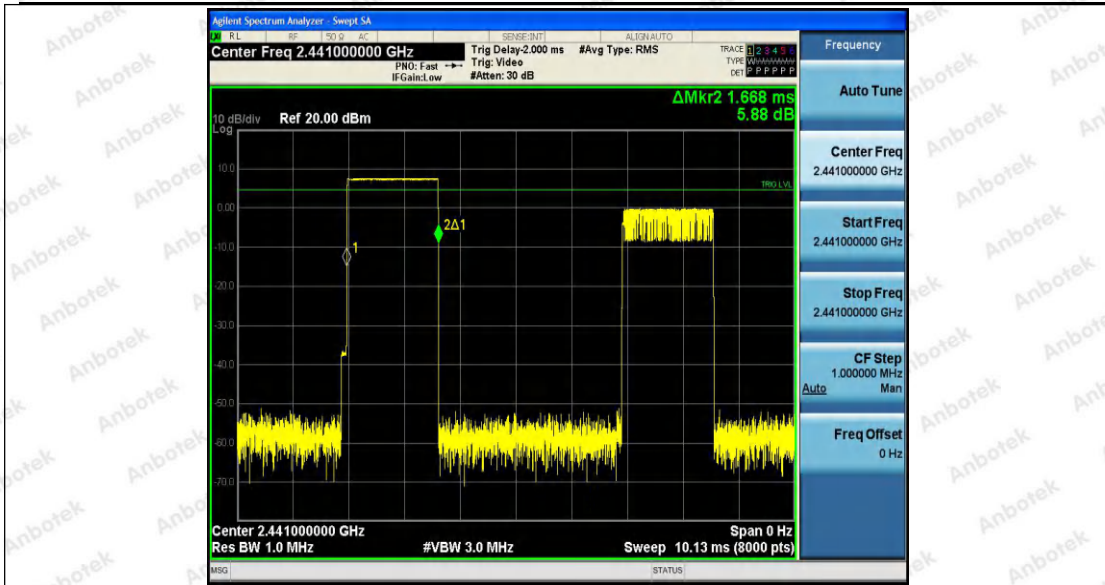 Agilent Spectrum Analyzer - Swept SA
RL RF 50 Ω AC SENSE:INT ALIGN AUTO
Center Freq 2.441000000 GHz
PNO: Fast
IFGain:Low
Trig Delay-2.000 ms
Trig: Video
#Atten: 30 dB
#Avg Type: RMS
TRACE 1 2 3 4 5 6
TYPE WWWWWW
DET P P P P P P
ΔMkr2 1.668 ms
5.88 dB
10 dB/div Ref 20.00 dBm
Log
10.0
TRIG LVL
0.00
2Δ1
1
-10.0
-20.0
-30.0
-40.0
-50.0
-60.0
-70.0
Center 2.441000000 GHz Span 0 Hz
Res BW 1.0 MHz #VBW 3.0 MHz Sweep 10.13 ms (8000 pts)
MSG STATUS
Frequency
Auto Tune
Center Freq
2.441000000 GHz
Start Freq
2.441000000 GHz
Stop Freq
2.441000000 GHz
CF Step
1.000000 MHz
Auto Man
Freq Offset
0 Hz
Anbotek